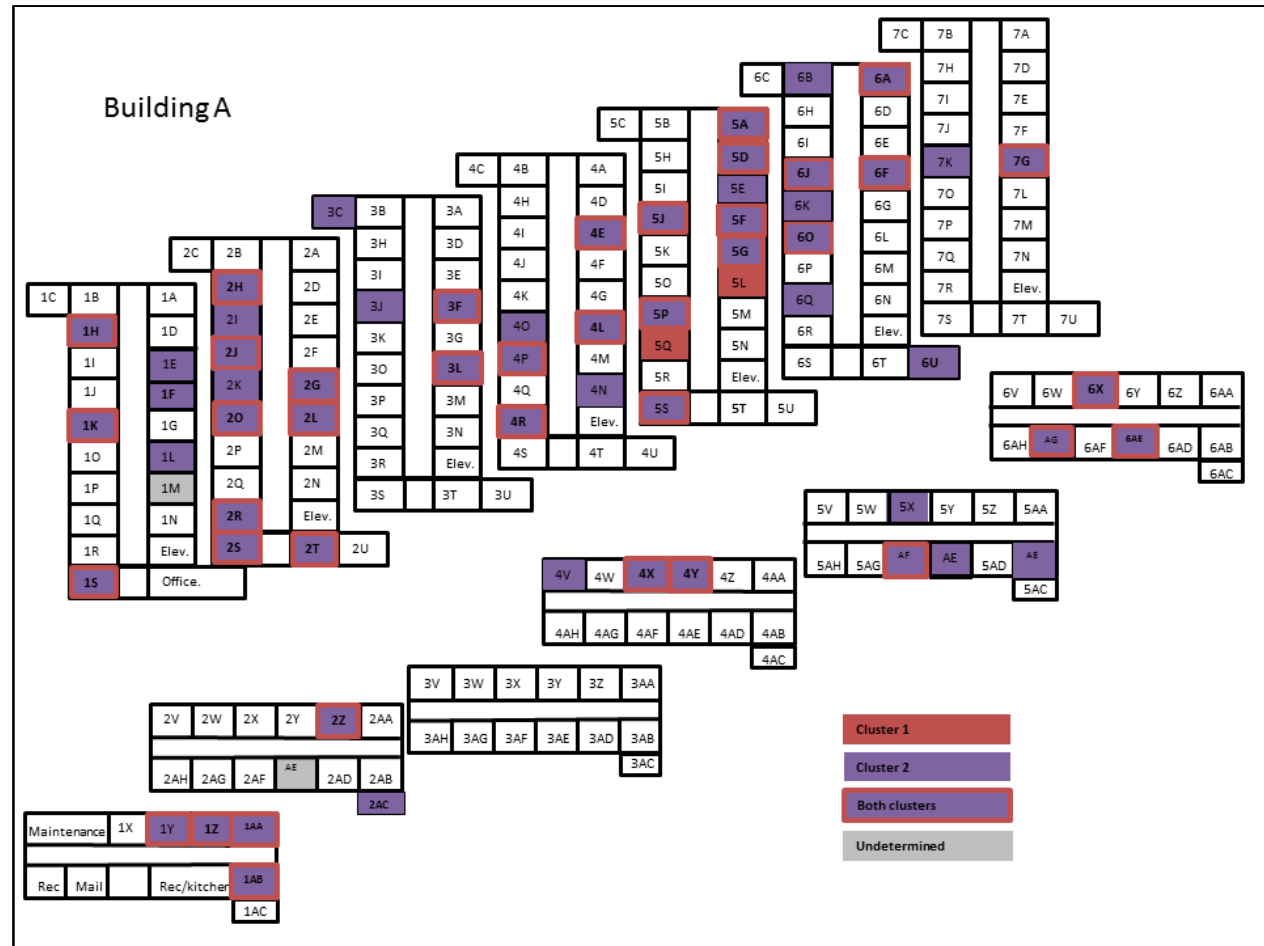 Building A
1C 1B 1A
1H 1D
1I 1E
1J 1F
1K 1G
1O 1L
1P 1M
1Q 1N
1R Elev.
1S Office.
2C 2B 2A
2H 2D
2I 2E
2J 2F
2K 2G
2O 2L
2P 2M
2Q 2N
2R Elev.
2S 2T 2U
3C 3B 3A
3H 3D
3I 3E
3J 3F
3K 3G
3O 3L
3P 3M
3Q 3N
3R Elev.
3S 3T 3U
4C 4B 4A
4H 4D
4I 4E
4J 4F
4K 4G
4O 4L
4P 4M
4Q 4N
4R Elev.
4S 4T 4U
5C 5B 5A
5H 5D
5I 5E
5J 5F
5K 5G
5O 5L
5P 5M
5Q 5N
5R Elev.
5S 5T 5U
6C 6B 6A
6H 6D
6I 6E
6J 6F
6K 6G
6O 6L
6P 6M
6Q 6N
6R Elev.
6S 6T 6U
7C 7B 7A
7H 7D
7I 7E
7J 7F
7K 7G
7O 7L
7P 7M
7Q 7N
7R Elev.
7S 7T 7U
6V 6W 6X 6Y 6Z 6AA
6AH AG 6AF 6AE 6AD 6AB
6AC
5V 5W 5X 5Y 5Z 5AA
5AH 5AG AF AE 5AD AB
5AC
4V 4W 4X 4Y 4Z 4AA
4AH 4AG 4AF 4AE 4AD 4AB
4AC
3V 3W 3X 3Y 3Z 3AA
3AH 3AG 3AF 3AE 3AD 3AB
3AC
2V 2W 2X 2Y 2Z 2AA
2AH 2AG 2AF AE 2AD 2AB
2AC
Maintenance 1X 1Y 1Z 1AA
Rec Mail Rec/kitchen 1AB
1AC
Cluster 1
Cluster 2
Both clusters
Undetermined